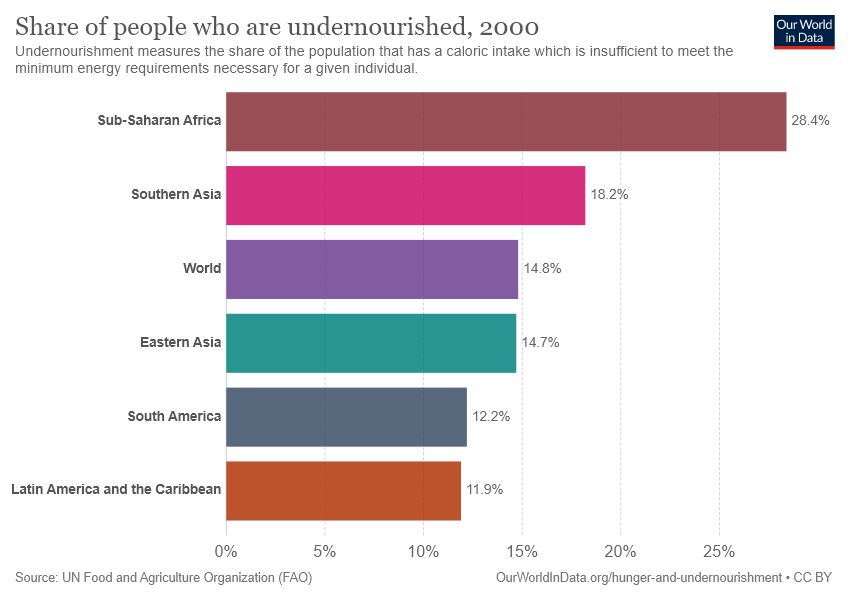 Share of people who are undernourished, 2000
Our World
in Data
Undernourishment measures the share of the population that has a caloric intake which is insufficient to meet the
minimum energy requirements necessary for a given individual.
Sub-Saharan Africa
28.4%
Southern Asia
18.2%
World
14.8%
Eastern Asia
14.7%
South America
12.2%
Latin America and the Caribbean
11.9%
0%
5%
10%
15%
20%
25%
Source: UN Food and Agriculture Organization (FAO)
OurWorldInData.org/hunger-and-undernourishment • CC BY